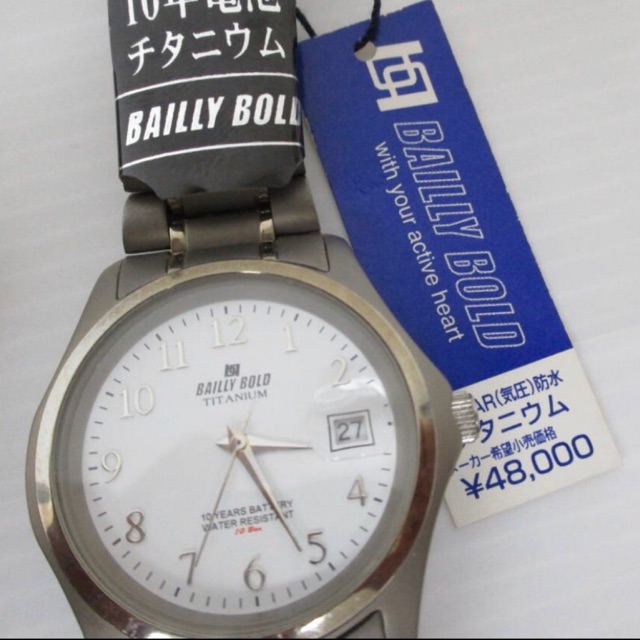 10年電池
チタニウム
BAILLY BOLD
BAILLY BOLD
with your active heart
AR(気圧)防水
タニウム
ーカー希望小売価格
¥48,000
12
1
2
27
4
5
6
7
8
9
10
11
BAILLY BOLD
TITANIUM
10 YEARS BATTERY
WATER RESISTANT
10 Bar